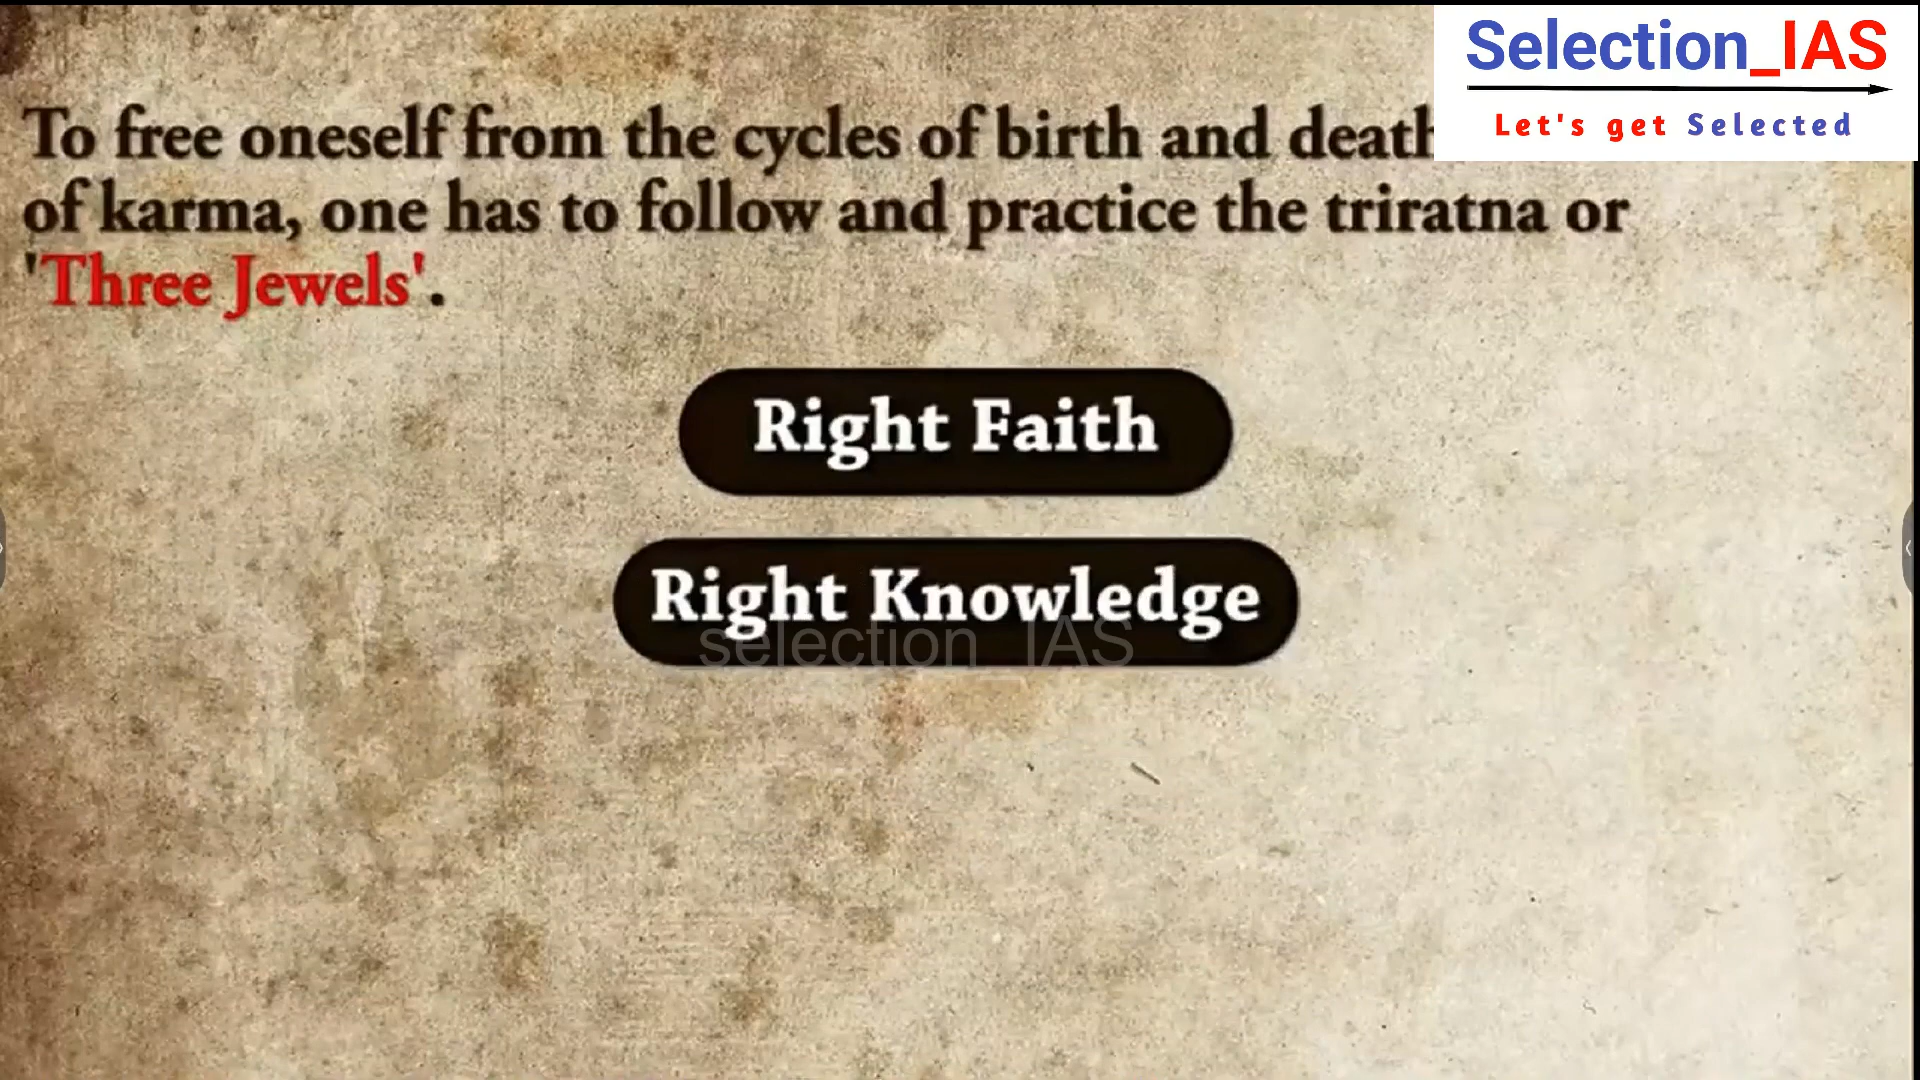 Selection_IAS
Let's get Selected
To free oneself from the cycles of birth and death
of karma, one has to follow and practice the triratna or
'Three Jewels'.
Right Faith
Right Knowledge
selection_IAS